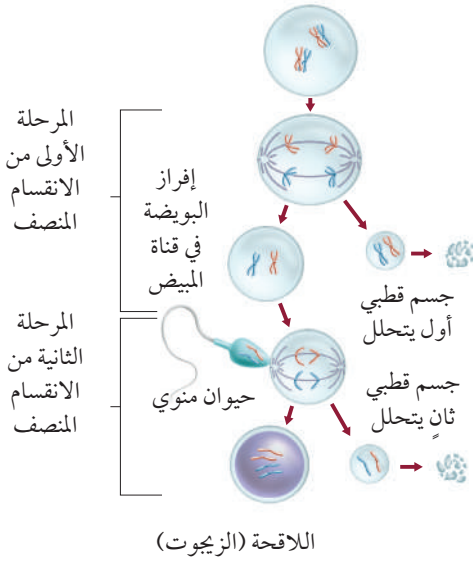 المرحلة
الأولى من
الانقسام
المنصف
إفراز
البويضة
في قناة
المبيض
جسم قطبي
أول يتحلل
المرحلة
الثانية من
الانقسام
المنصف
حيوان منوي
جسم قطبي
ثانٍ يتحلل
اللاقحة (الزيجوت)